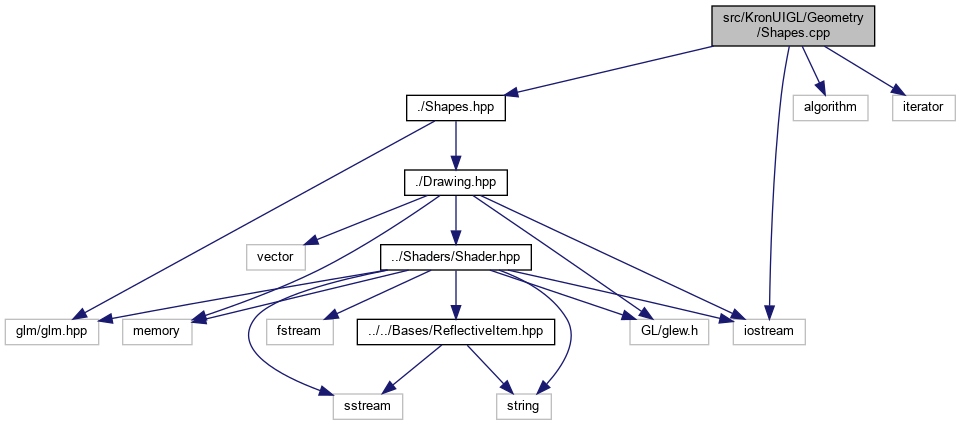 src/KronUIGL/Geometry
/Shapes.cpp
./Shapes.hpp
algorithm
iterator
./Drawing.hpp
vector
../Shaders/Shader.hpp
glm/glm.hpp
memory
fstream
../../Bases/ReflectiveItem.hpp
GL/glew.h
iostream
sstream
string